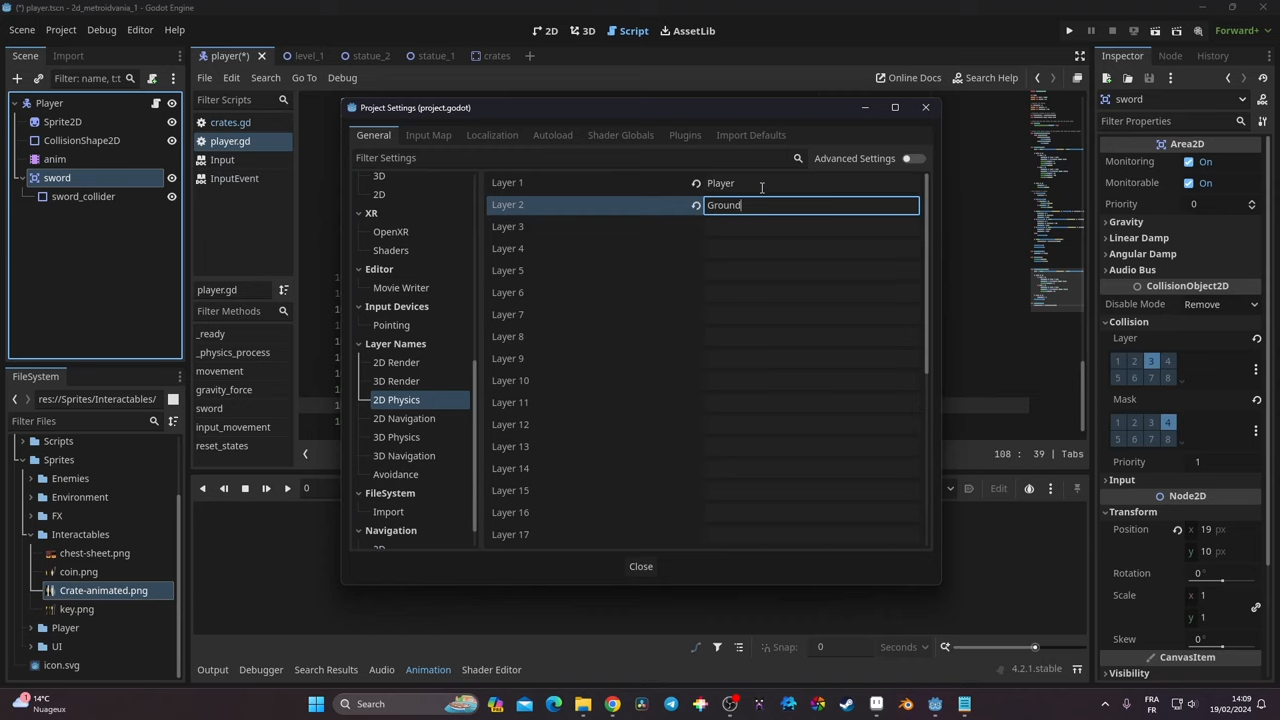 (*) player.tscn - 2d_metroidvania_1 - Godot Engine
Scene Project Debug Editor Help
2D 3D Script AssetLib
Forward+
Scene Import
player(*) level_1 statue_2 statue_1 crates
Inspector Node History
Filter: name, t:t
File Edit Search Go To Debug
Online Docs Search Help
Filter Scripts
crates.gd
player.gd
Input
InputEvent
player.gd
Filter Methods
_ready
_physics_process
movement
gravity_force
sword
input_movement
reset_states
Player
Sprite2D
CollisionShape2D
anim
sword
sword_collider
FileSystem
res://Sprites/Interactables/
Filter Files
Scripts
Sprites
Enemies
Environment
FX
Interactables
chest-sheet.png
coin.png
Crate-animated.png
key.png
Player
UI
icon.svg
Project Settings (project.godot)
General Input Map Localization Autoload Shader Globals Plugins Import Defaults
Filter Settings
Advanced Settings
3D
2D
XR
OpenXR
Shaders
Editor
Movie Writer
Input Devices
Pointing
Layer Names
2D Render
3D Render
2D Physics
2D Navigation
3D Physics
3D Navigation
Avoidance
FileSystem
Import
Navigation
Layer 1 Player
Layer 2 Ground
Layer 3
Layer 4
Layer 5
Layer 6
Layer 7
Layer 8
Layer 9
Layer 10
Layer 11
Layer 12
Layer 13
Layer 14
Layer 15
Layer 16
Layer 17
Close
108 : 39 | Tabs
0
Edit
Snap: 0 Seconds
Output Debugger Search Results Audio Animation Shader Editor
4.2.1.stable
sword
Filter Properties
Area2D
Monitoring On
Monitorable On
Priority 0
Gravity
Linear Damp
Angular Damp
Audio Bus
CollisionObject2D
Disable Mode Remove
Collision
Layer
1 2 3 4
5 6 7 8
Mask
1 2 3 4
5 6 7 8
Priority 1
Input
Node2D
Transform
Position x 19 px
y 10 px
Rotation 0°
Scale x 1
y 1
Skew 0°
CanvasItem
Visibility
14°C
Nuageux
Search
FRA
FR
14:09
19/02/2024